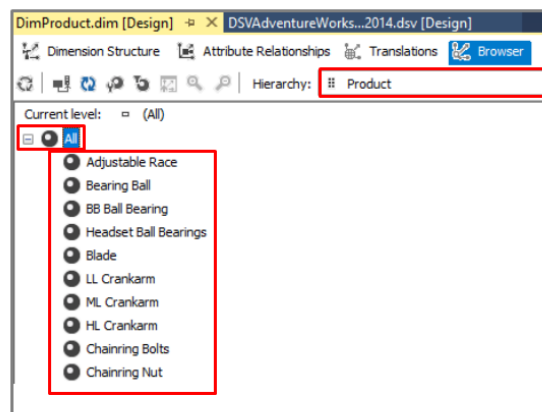 DimProduct.dim [Design] DSVAdventureWorks...2014.dsv [Design]
Dimension Structure Attribute Relationships Translations Browser
Hierarchy: Product
Current level: (All)
All
Adjustable Race
Bearing Ball
BB Ball Bearing
Headset Ball Bearings
Blade
LL Crankarm
ML Crankarm
HL Crankarm
Chainring Bolts
Chainring Nut